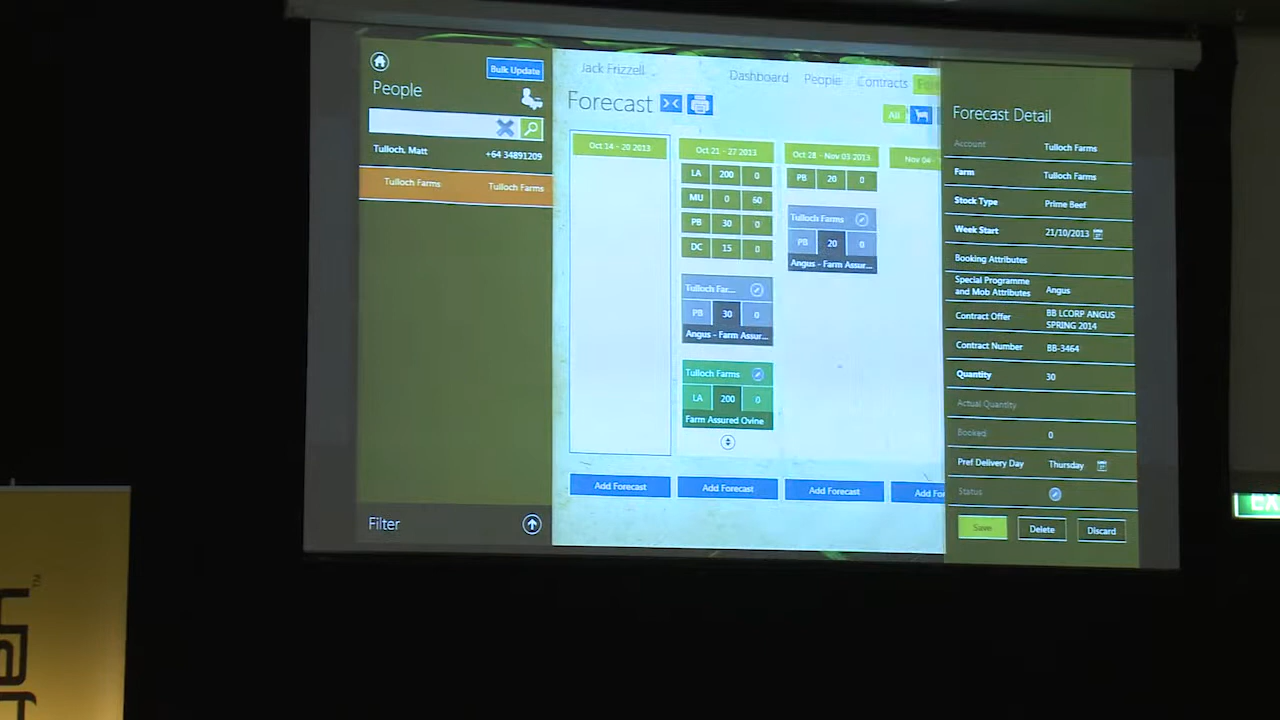 Bulk Update
People
Tulloch, Matt
+64 34891209
Tulloch Farms
Tulloch Farms
Filter
Jack Frizzell
Dashboard People Contracts
Forecast
All
Oct 14 - 20 2013
Oct 21 - 27 2013
LA 200 0
MU 0 60
PB 30 0
DC 15 0
Tulloch Far...
PB 30 0
Angus - Farm Assur...
Tulloch Farms
LA 200 0
Farm Assured Ovine
Oct 28 - Nov 03 2013
PB 20 0
Tulloch Farms
PB 20 0
Angus - Farm Assur...
Nov 04 -
Add Forecast
Add Forecast
Add Forecast
Add For
Forecast Detail
Account Tulloch Farms
Farm Tulloch Farms
Stock Type Prime Beef
Week Start 21/10/2013
Booking Attributes
Special Programme
and Mob Attributes Angus
Contract Offer BB LCORP ANGUS
SPRING 2014
Contract Number BB-3464
Quantity 30
Actual Quantity
Booked 0
Pref Delivery Day Thursday
Status
Save Delete Discard
EX
TM